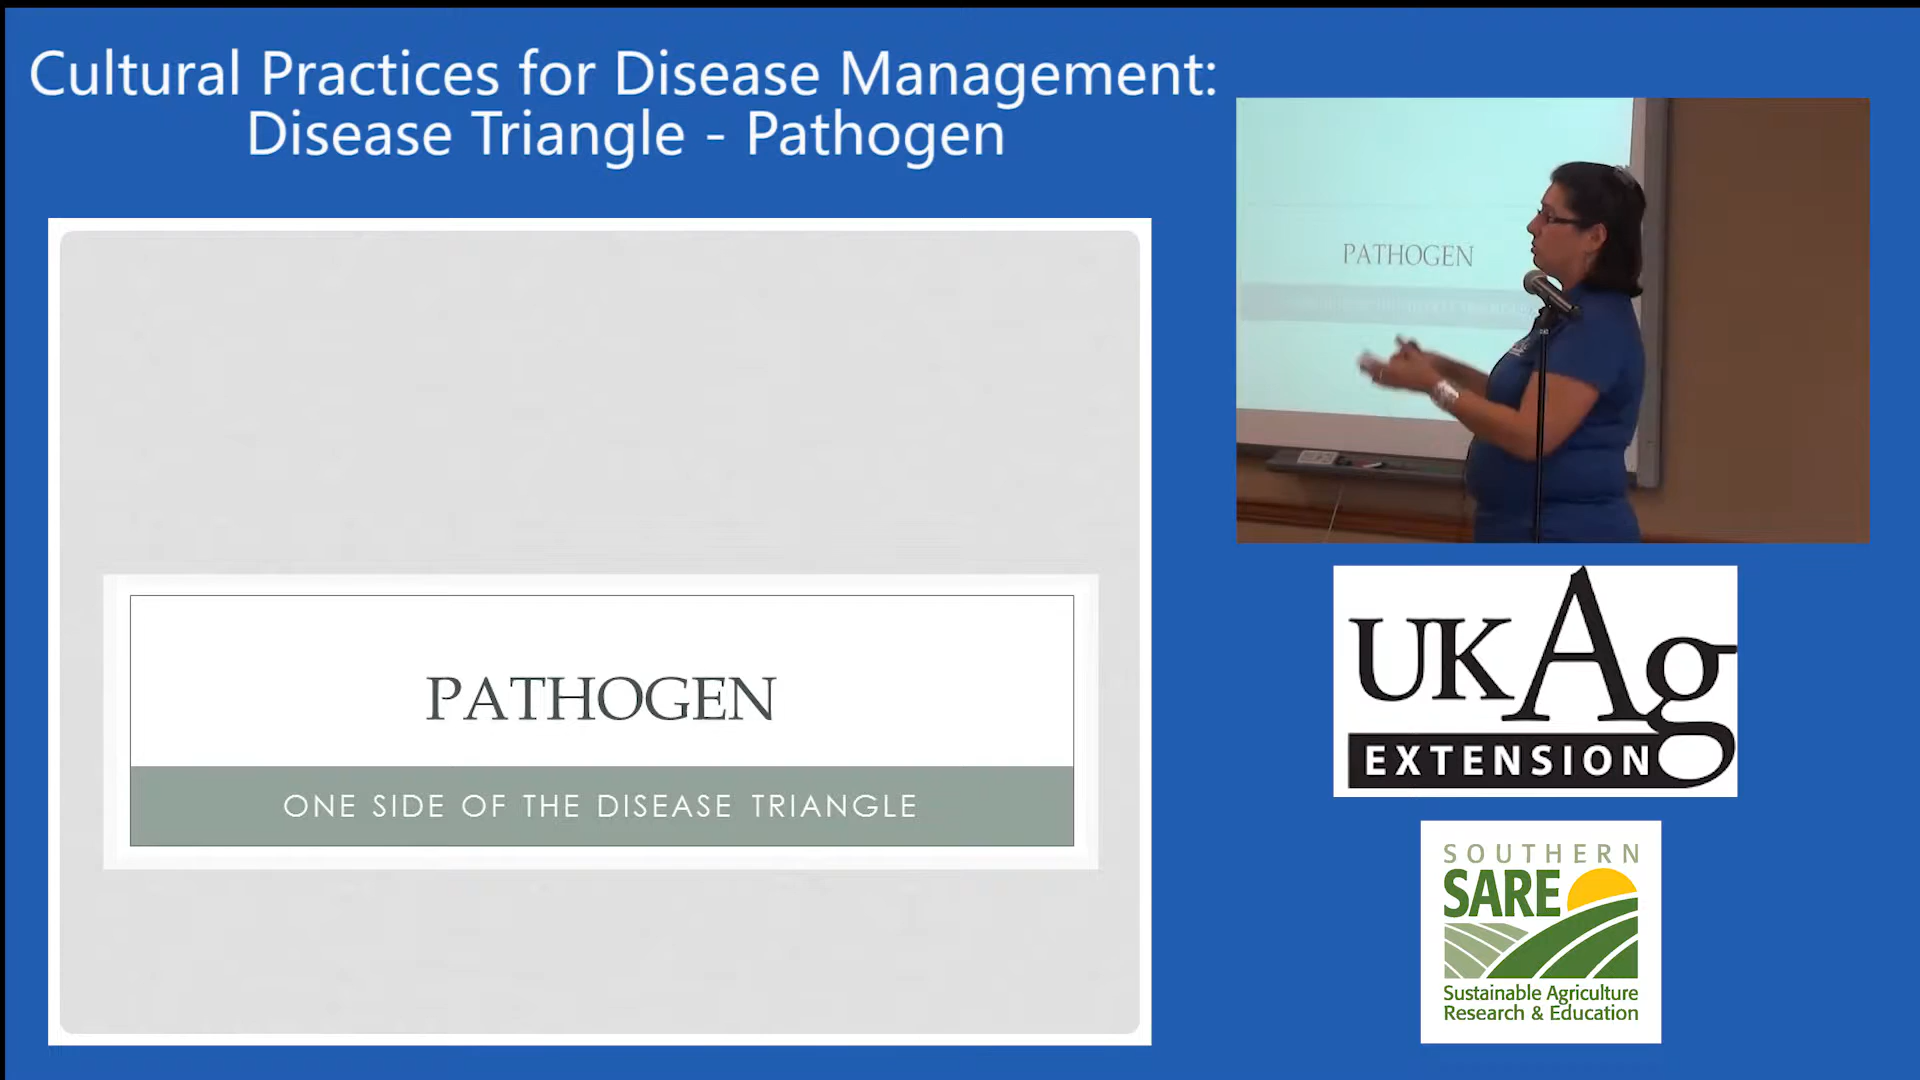 Cultural Practices for Disease Management:
Disease Triangle - Pathogen
PATHOGEN
ONE SIDE OF THE DISEASE TRIANGLE
PATHOGEN
UKAg
EXTENSION
SOUTHERN
SARE
Sustainable Agriculture
Research & Education